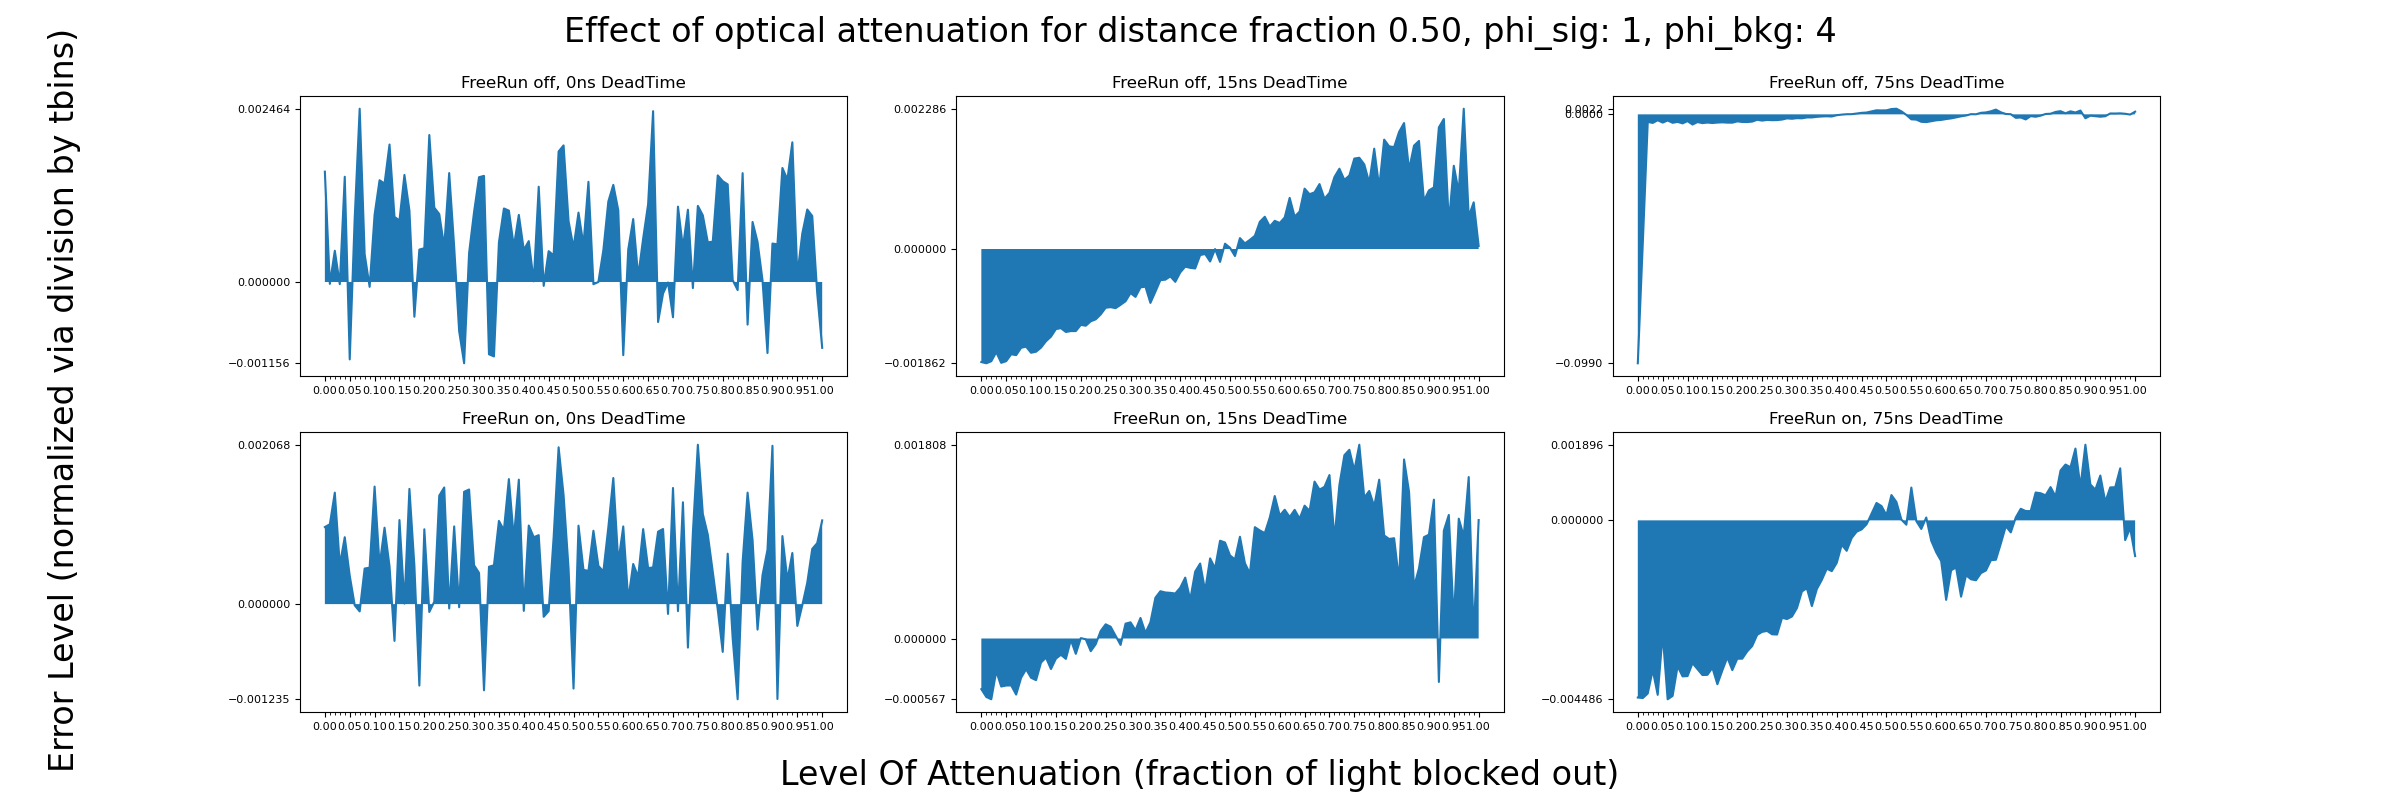 Effect of optical attenuation for distance fraction 0.50, phi_sig: 1, phi_bkg: 4
Error Level (normalized via division by tbins)
FreeRun off, 0ns DeadTime
0.002464
0.000000
−0.001156
0.00 0.05 0.10 0.15 0.20 0.25 0.30 0.35 0.40 0.45 0.50 0.55 0.60 0.65 0.70 0.75 0.80 0.85 0.90 0.95 1.00
FreeRun off, 15ns DeadTime
0.002286
0.000000
−0.001862
0.00 0.05 0.10 0.15 0.20 0.25 0.30 0.35 0.40 0.45 0.50 0.55 0.60 0.65 0.70 0.75 0.80 0.85 0.90 0.95 1.00
FreeRun off, 75ns DeadTime
0.0022
0.0000
−0.0990
0.00 0.05 0.10 0.15 0.20 0.25 0.30 0.35 0.40 0.45 0.50 0.55 0.60 0.65 0.70 0.75 0.80 0.85 0.90 0.95 1.00
FreeRun on, 0ns DeadTime
0.002068
0.000000
−0.001235
0.00 0.05 0.10 0.15 0.20 0.25 0.30 0.35 0.40 0.45 0.50 0.55 0.60 0.65 0.70 0.75 0.80 0.85 0.90 0.95 1.00
FreeRun on, 15ns DeadTime
0.001808
0.000000
−0.000567
0.00 0.05 0.10 0.15 0.20 0.25 0.30 0.35 0.40 0.45 0.50 0.55 0.60 0.65 0.70 0.75 0.80 0.85 0.90 0.95 1.00
FreeRun on, 75ns DeadTime
0.001896
0.000000
−0.004486
0.00 0.05 0.10 0.15 0.20 0.25 0.30 0.35 0.40 0.45 0.50 0.55 0.60 0.65 0.70 0.75 0.80 0.85 0.90 0.95 1.00
Level Of Attenuation (fraction of light blocked out)